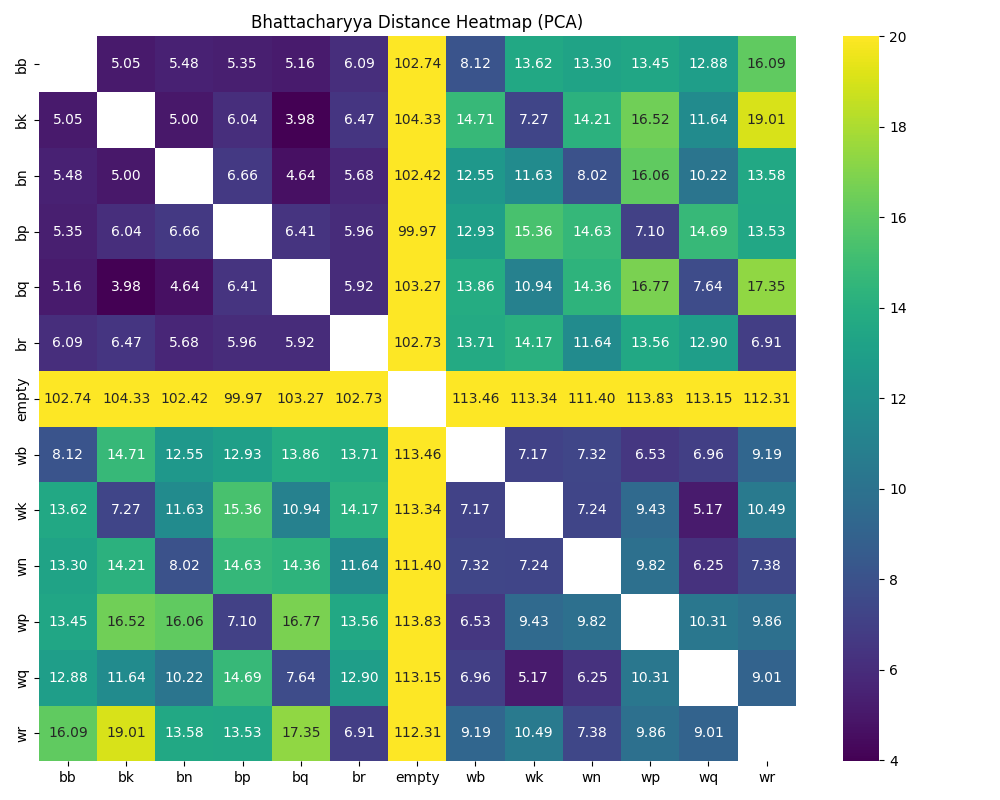 Bhattacharyya Distance Heatmap (PCA)
bb 5.05 5.48 5.35 5.16 6.09 102.74 8.12 13.62 13.30 13.45 12.88 16.09
bk 5.05 5.00 6.04 3.98 6.47 104.33 14.71 7.27 14.21 16.52 11.64 19.01
bn 5.48 5.00 6.66 4.64 5.68 102.42 12.55 11.63 8.02 16.06 10.22 13.58
bp 5.35 6.04 6.66 6.41 5.96 99.97 12.93 15.36 14.63 7.10 14.69 13.53
bq 5.16 3.98 4.64 6.41 5.92 103.27 13.86 10.94 14.36 16.77 7.64 17.35
br 6.09 6.47 5.68 5.96 5.92 102.73 13.71 14.17 11.64 13.56 12.90 6.91
empty 102.74 104.33 102.42 99.97 103.27 102.73 113.46 113.34 111.40 113.83 113.15 112.31
wb 8.12 14.71 12.55 12.93 13.86 13.71 113.46 7.17 7.32 6.53 6.96 9.19
wk 13.62 7.27 11.63 15.36 10.94 14.17 113.34 7.17 7.24 9.43 5.17 10.49
wn 13.30 14.21 8.02 14.63 14.36 11.64 111.40 7.32 7.24 9.82 6.25 7.38
wp 13.45 16.52 16.06 7.10 16.77 13.56 113.83 6.53 9.43 9.82 10.31 9.86
wq 12.88 11.64 10.22 14.69 7.64 12.90 113.15 6.96 5.17 6.25 10.31 9.01
wr 16.09 19.01 13.58 13.53 17.35 6.91 112.31 9.19 10.49 7.38 9.86 9.01
bb bk bn bp bq br empty wb wk wn wp wq wr
20
18
16
14
12
10
8
6
4